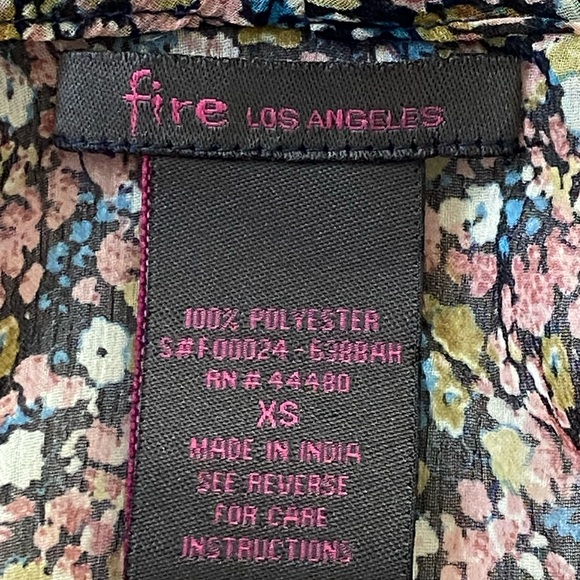 fire LOS ANGELES
100% POLYESTER
S#F00024-638BAH
RN# 44480
XS
MADE IN INDIA
SEE REVERSE
FOR CARE
INSTRUCTIONS